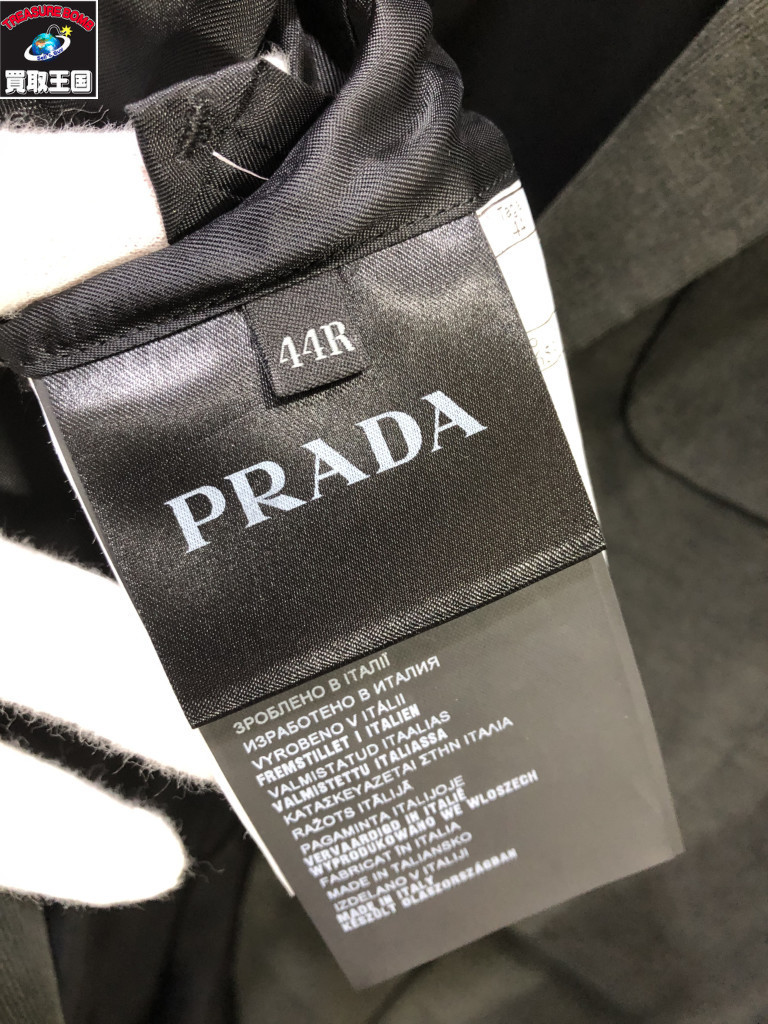 TREASURE BOMB
買取王国
44R
PRADA
ЗРОБЛЕНО В ІТАЛІЇ
ИЗРАБОТЕНО В ИТАЛИЯ
VYROBENO V ITÁLII
FREMSTILLET I ITALIEN
VALMISTATUD ITAALIAS
VALMISTETTU ITALIASSA
ΚΑΤΑΣΚΕΥΑΖΕΤΑΙ ΣΤΗΝ ΙΤΑΛΙΑ
RAŽOTS ITĀLIJĀ
PAGAMINTA ITALIJOJE
VERVAARDIGD IN ITALIË
WYPRODUKOWANO WE WLOSZECH
FABRICAT ÎN ITALIA
MADE IN TALIANSKO
IZDELANO V ITALIJI
MADE IN ITALY
KÉSZÜLT OLASZORSZÁGBAN